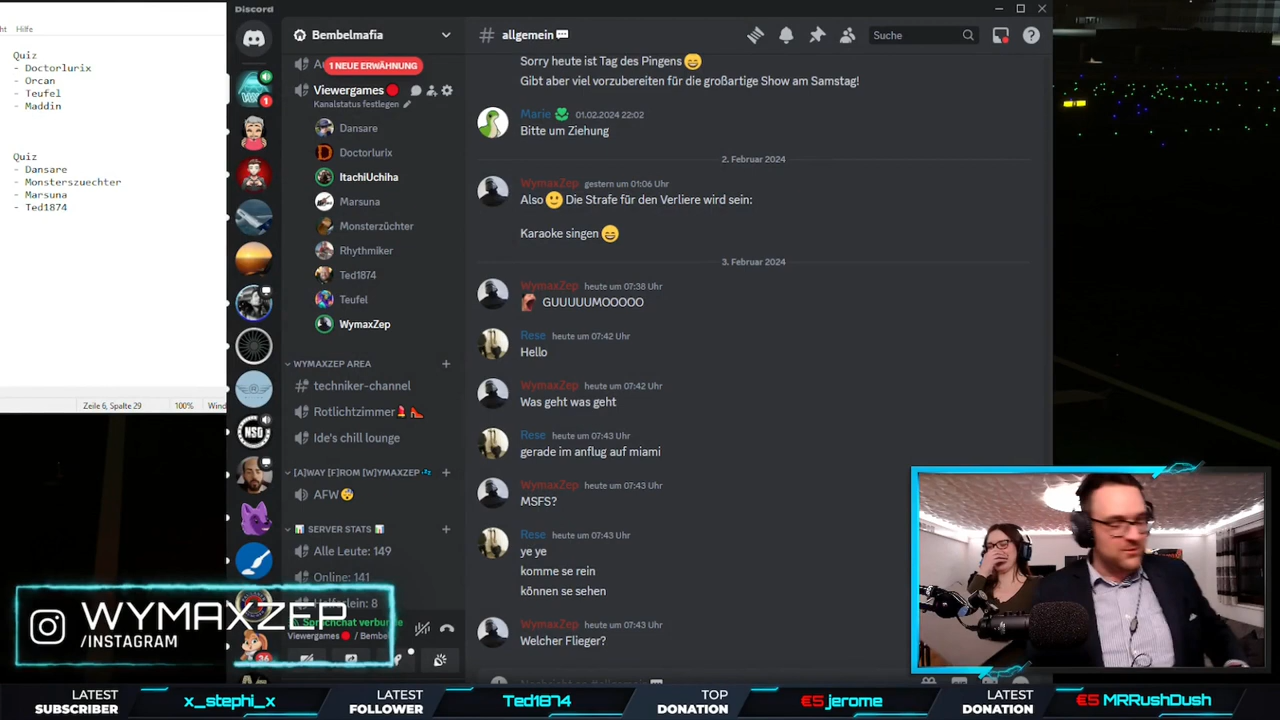 ht Hilfe
Quiz
- Doctorlurix
- Orcan
- Teufel
- Maddin
Quiz
- Dansare
- Monsterszuechter
- Marsuna
- Ted1874
Zeile 6, Spalte 29 100% Wind
Discord
Bembelmafia
1 NEUE ERWÄHNUNG
Viewergames
Kanalstatus festlegen
Dansare
Doctorlurix
ItachiUchiha
Marsuna
Monsterzüchter
Rhythmiker
Ted1874
Teufel
WymaxZep
WYMAXZEP AREA
techniker-channel
Rotlichtzimmer
Ide's chill lounge
[A]WAY [F]ROM [W]YMAXZEP
AFW
SERVER STATS
Alle Leute: 149
Online: 141
Viewergames / Bembel
# allgemein
Suche
Sorry heute ist Tag des Pingens
Gibt aber viel vorzubereiten für die großartige Show am Samstag!
Marie 01.02.2024 22:02
Bitte um Ziehung
2. Februar 2024
WymaxZep gestern um 01:06 Uhr
Also Die Strafe für den Verliere wird sein:
Karaoke singen
3. Februar 2024
WymaxZep heute um 07:38 Uhr
GUUUUUMOOOOO
Rese heute um 07:42 Uhr
Hello
WymaxZep heute um 07:42 Uhr
Was geht was geht
Rese heute um 07:43 Uhr
gerade im anflug auf miami
WymaxZep heute um 07:43 Uhr
MSFS?
Rese heute um 07:43 Uhr
ye ye
komme se rein
können se sehen
WymaxZep heute um 07:43 Uhr
Welcher Flieger?
WYMAXZEP
/INSTAGRAM
LATEST SUBSCRIBER x_stephi_x
LATEST FOLLOWER Ted1874
TOP DONATION €5 jerome
LATEST DONATION €5 MRRushDush